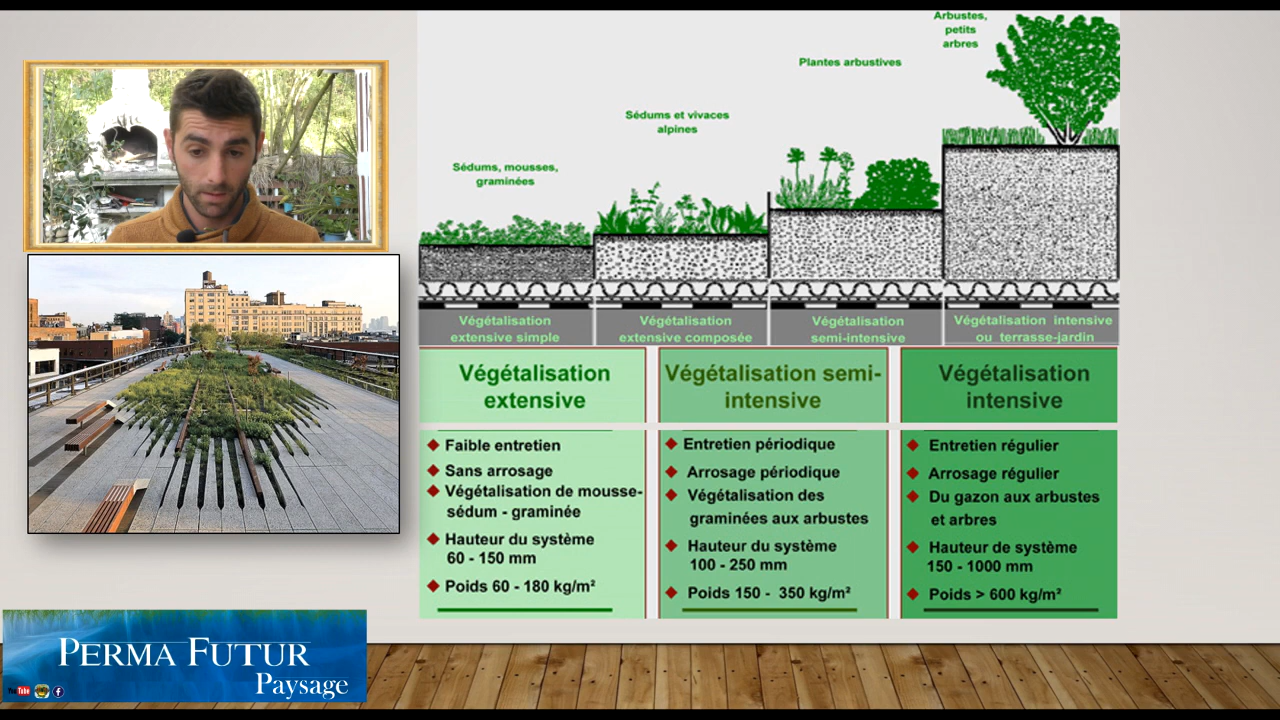 Arbustes,
petits
arbres
Plantes arbustives
Sédums et vivaces
alpines
Sédums, mousses,
graminées
Végétalisation
extensive simple
Végétalisation
extensive composée
Végétalisation
semi-intensive
Végétalisation intensive
ou terrasse-jardin
Végétalisation
extensive
Faible entretien
Sans arrosage
Végétalisation de mousse-
sédum - graminée
Hauteur du système
60 - 150 mm
Poids 60 - 180 kg/m²
Végétalisation semi-
intensive
Entretien périodique
Arrosage périodique
Végétalisation des
graminées aux arbustes
Hauteur du système
100 - 250 mm
Poids 150 - 350 kg/m²
Végétalisation
intensive
Entretien régulier
Arrosage régulier
Du gazon aux arbustes
et arbres
Hauteur de système
150 - 1000 mm
Poids > 600 kg/m²
PERMA FUTUR
Paysage
YouTube